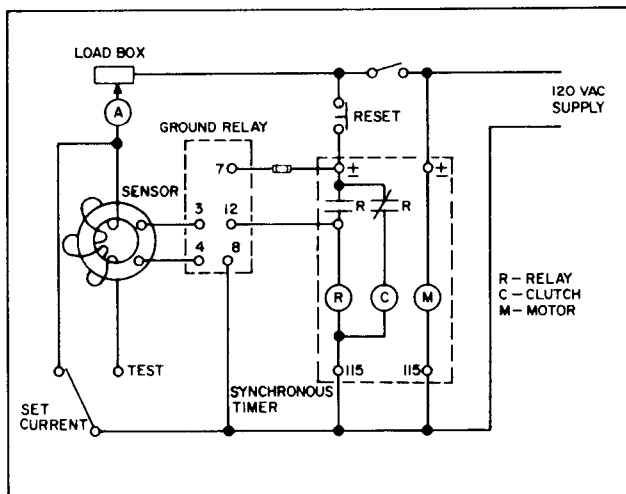 LOAD BOX
120 VAC
SUPPLY
A
RESET
GROUND RELAY
7
±
±
SENSOR
3
12
R
R
4
8
R
C
M
R – RELAY
C – CLUTCH
M – MOTOR
TEST
115
115
SYNCHRONOUS
TIMER
SET
CURRENT